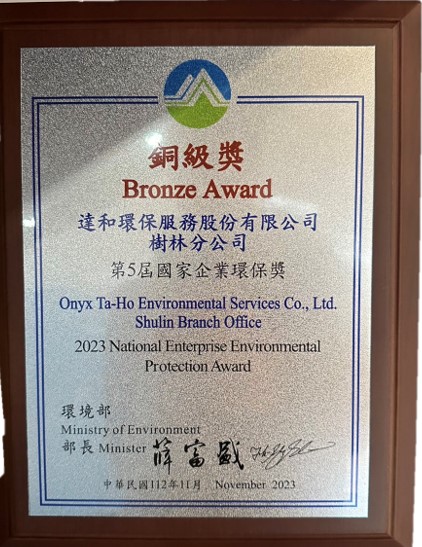 銅級獎
Bronze Award
達和環保服務股份有限公司
樹林分公司
第5屆國家企業環保獎
Onyx Ta-Ho Environmental Services Co., Ltd.
Shulin Branch Office
2023 National Enterprise Environmental
Protection Award
環境部
Ministry of Environment
部長 Minister 薛富盛
中華民國112年11月 November 2023